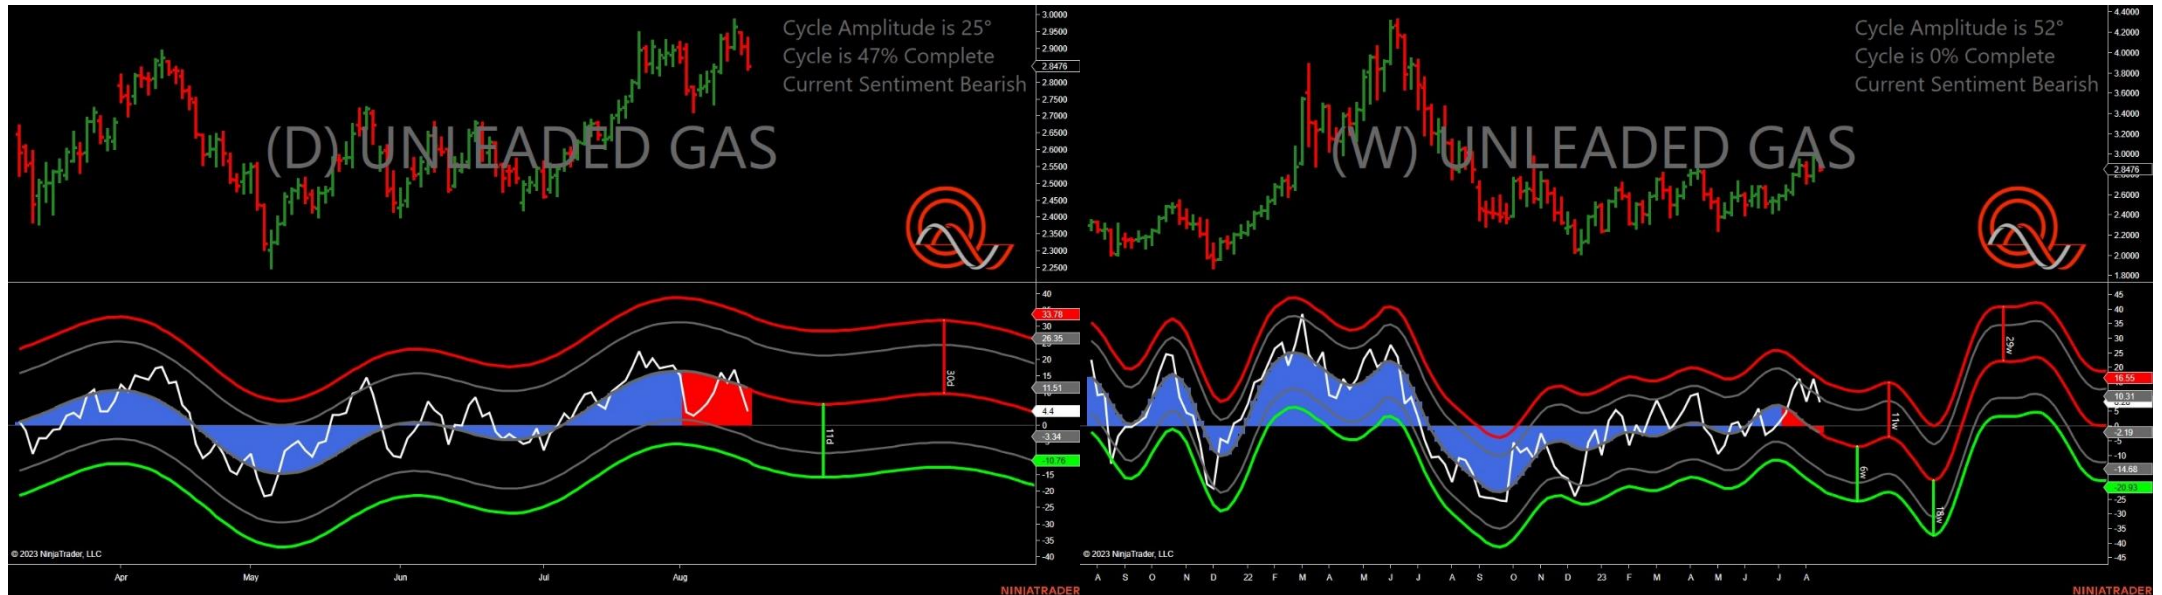 Cycle Amplitude is 25°
Cycle is 47% Complete
Current Sentiment Bearish
(D) UNLEADED GAS
3.0000
2.9500
2.9000
2.8476
2.8000
2.7500
2.7000
2.6500
2.6000
2.5500
2.5000
2.4500
2.4000
2.3500
2.3000
2.2500
40
33.78
30
26.35
20
15
11.51
4.4
0
-3.34
-10.76
-15
-20
-25
-30
-35
-40
30d
11d
© 2023 NinjaTrader, LLC
Apr
May
Jun
Jul
Aug
NINJATRADER
Cycle Amplitude is 52°
Cycle is 0% Complete
Current Sentiment Bearish
(W) UNLEADED GAS
4.4000
4.2000
4.0000
3.8000
3.6000
3.4000
3.2000
3.0000
2.8476
2.6000
2.4000
2.2000
2.0000
1.8000
45
40
35
30
25
20
16.55
10.31
5
0
-2.19
-5
-10
-14.68
-20.93
-25
-30
-35
-40
-45
29w
11w
6w
18w
© 2023 NinjaTrader, LLC
A
S
O
N
D
22
F
M
A
M
J
J
A
S
O
N
D
23
F
M
A
M
J
J
A
NINJATRADER